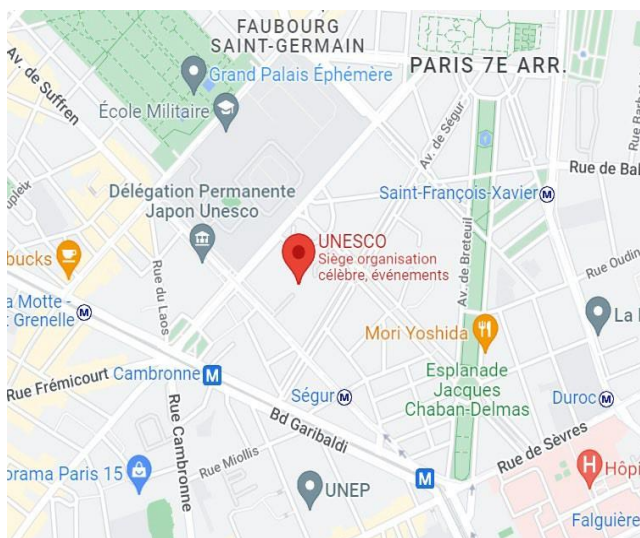 FAUBOURG
SAINT-GERMAIN
PARIS 7E ARR.
Av. de Suffren
Grand Palais Éphémère
École Militaire
Av. de Ségur
Rue de Bab
Délégation Permanente
Japon Unesco
Saint-François-Xavier
M
UNESCO
Siège organisation
célèbre, événements
Rue du Laos
Av. de Breteuil
Rue Oudin
La Motte -
Grenelle
M
Mori Yoshida
La
Esplanade
Jacques
Chaban-Delmas
Rue Frémicourt
Cambronne
M
Ségur
M
Duroc
M
Rue Cambronne
Bd Garibaldi
Rue de Sèvres
Rue Miollis
orama Paris 15
UNEP
M
H
Hôpi
Falguière